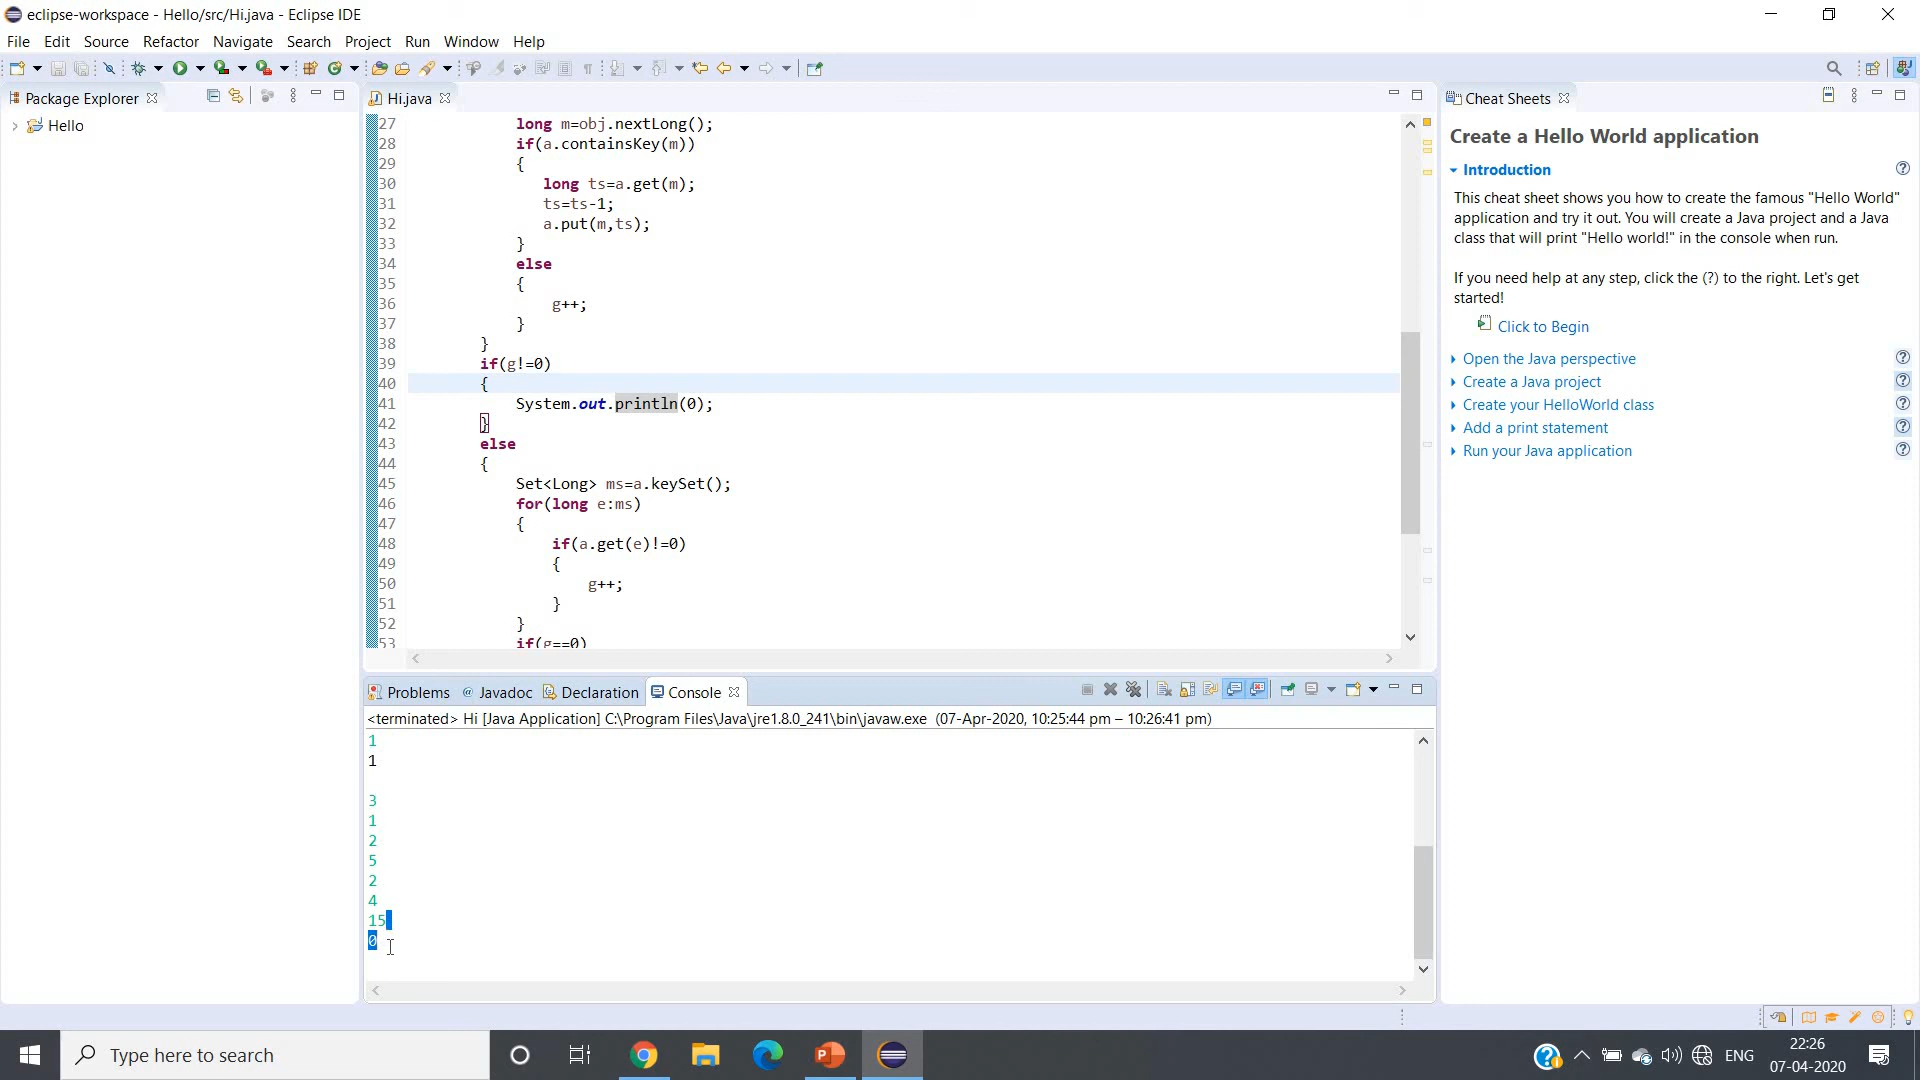 eclipse-workspace - Hello/src/Hi.java - Eclipse IDE
File Edit Source Refactor Navigate Search Project Run Window Help
Package Explorer
Hello
Hi.java
27 long m=obj.nextLong();
28 if(a.containsKey(m))
29 {
30 long ts=a.get(m);
31 ts=ts-1;
32 a.put(m,ts);
33 }
34 else
35 {
36 g++;
37 }
38 }
39 if(g!=0)
40 {
41 System.out.println(0);
42 }
43 else
44 {
45 Set<Long> ms=a.keySet();
46 for(long e:ms)
47 {
48 if(a.get(e)!=0)
49 {
50 g++;
51 }
52 }
53 if(g==0)
Problems @ Javadoc Declaration Console
<terminated> Hi [Java Application] C:\Program Files\Java\jre1.8.0_241\bin\javaw.exe (07-Apr-2020, 10:25:44 pm – 10:26:41 pm)
1
1
3
1
2
5
2
4
15
0
Cheat Sheets
Create a Hello World application
Introduction
This cheat sheet shows you how to create the famous "Hello World"
application and try it out. You will create a Java project and a Java
class that will print "Hello world!" in the console when run.
If you need help at any step, click the (?) to the right. Let's get
started!
Click to Begin
Open the Java perspective
Create a Java project
Create your HelloWorld class
Add a print statement
Run your Java application
Type here to search
ENG
22:26
07-04-2020